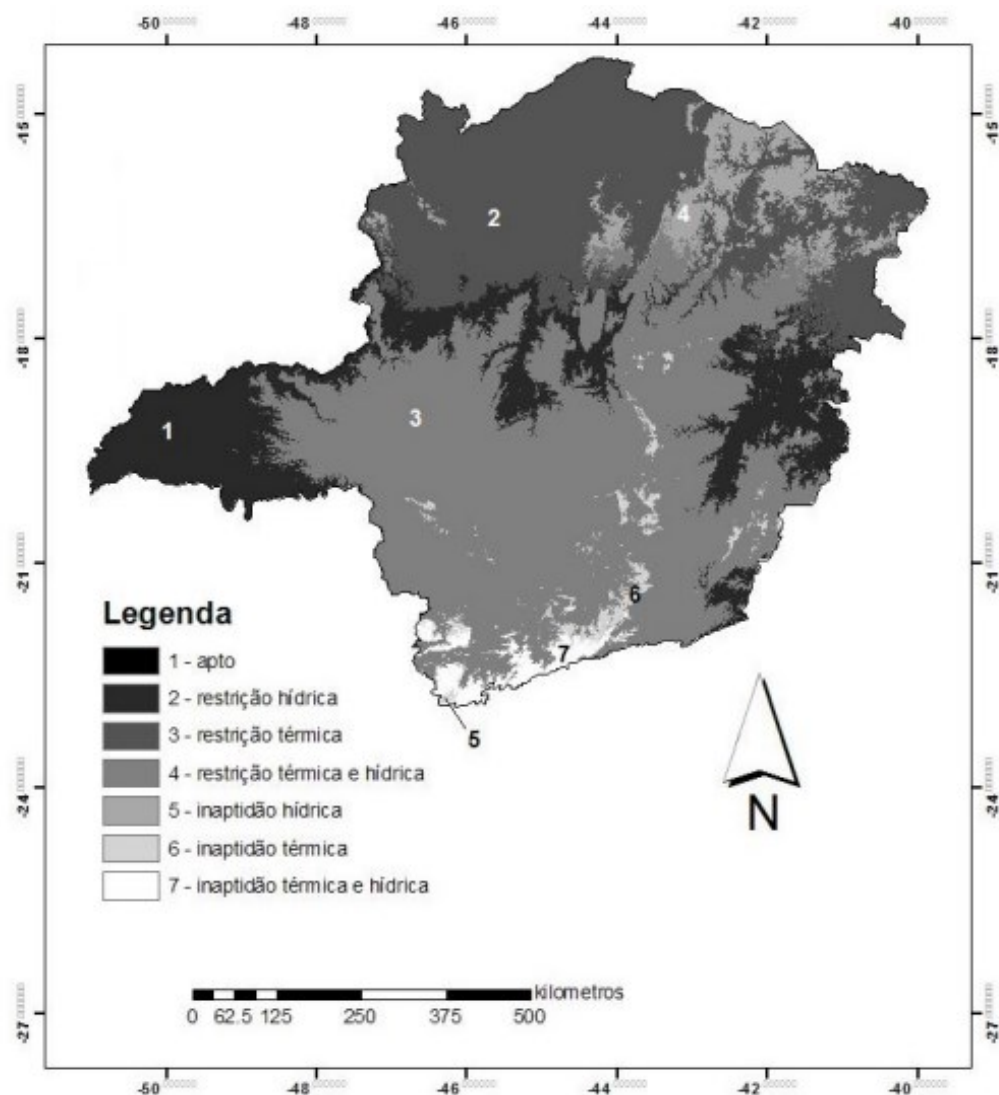 -50 -48 -46 -44 -42 -40
-15
-15
2
4
-18
-18
1
3
-21
-21
6
7
5
Legenda
1 - apto
2 - restrição hídrica
3 - restrição térmica
4 - restrição térmica e hídrica
5 - inaptidão hídrica
6 - inaptidão térmica
7 - inaptidão térmica e hídrica
N
-24
-24
kilometros
0 62.5 125 250 375 500
-27
-27
-50 -48 -46 -44 -42 -40